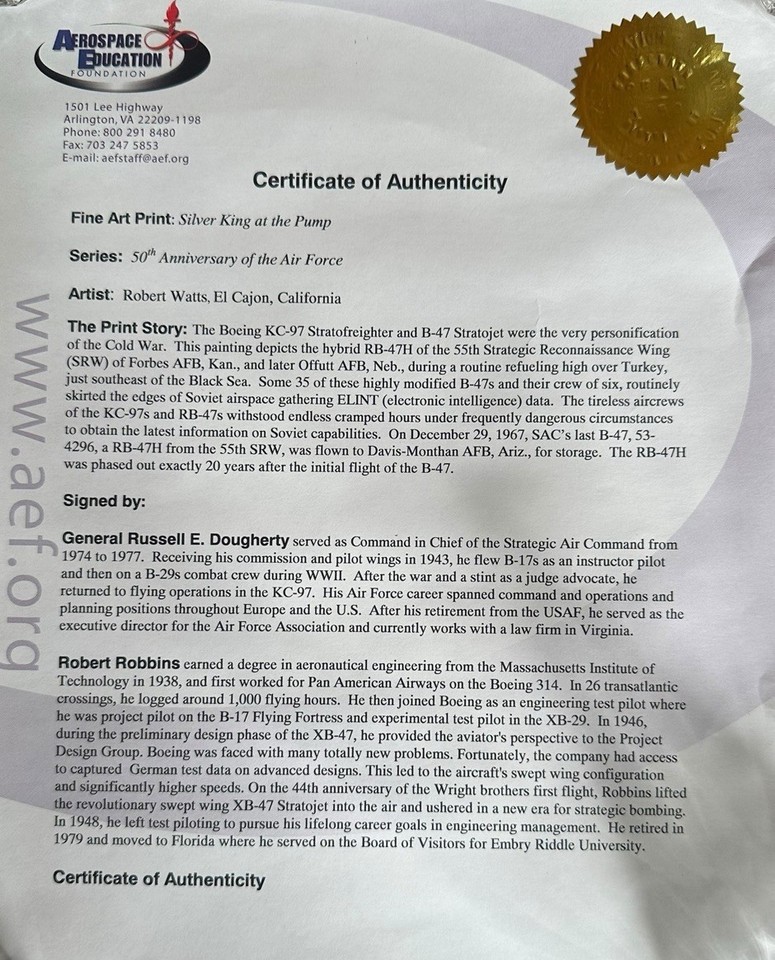 AEROSPACE
EDUCATION
FOUNDATION
1501 Lee Highway
Arlington, VA 22209-1198
Phone: 800 291 8480
Fax: 703 247 5853
E-mail: aefstaff@aef.org
Certificate of Authenticity
Fine Art Print: Silver King at the Pump
Series: 50th Anniversary of the Air Force
Artist: Robert Watts, El Cajon, California
The Print Story: The Boeing KC-97 Stratofreighter and B-47 Stratojet were the very personification
of the Cold War. This painting depicts the hybrid RB-47H of the 55th Strategic Reconnaissance Wing
(SRW) of Forbes AFB, Kan., and later Offutt AFB, Neb., during a routine refueling high over Turkey,
just southeast of the Black Sea. Some 35 of these highly modified B-47s and their crew of six, routinely
skirted the edges of Soviet airspace gathering ELINT (electronic intelligence) data. The tireless aircrews
of the KC-97s and RB-47s withstood endless cramped hours under frequently dangerous circumstances
to obtain the latest information on Soviet capabilities. On December 29, 1967, SAC's last B-47, 53-
4296, a RB-47H from the 55th SRW, was flown to Davis-Monthan AFB, Ariz., for storage. The RB-47H
was phased out exactly 20 years after the initial flight of the B-47.
Signed by:
General Russell E. Dougherty served as Command in Chief of the Strategic Air Command from
1974 to 1977. Receiving his commission and pilot wings in 1943, he flew B-17s as an instructor pilot
and then on a B-29s combat crew during WWII. After the war and a stint as a judge advocate, he
returned to flying operations in the KC-97. His Air Force career spanned command and operations and
planning positions throughout Europe and the U.S. After his retirement from the USAF, he served as the
executive director for the Air Force Association and currently works with a law firm in Virginia.
Robert Robbins earned a degree in aeronautical engineering from the Massachusetts Institute of
Technology in 1938, and first worked for Pan American Airways on the Boeing 314. In 26 transatlantic
crossings, he logged around 1,000 flying hours. He then joined Boeing as an engineering test pilot where
he was project pilot on the B-17 Flying Fortress and experimental test pilot in the XB-29. In 1946,
during the preliminary design phase of the XB-47, he provided the aviator's perspective to the Project
Design Group. Boeing was faced with many totally new problems. Fortunately, the company had access
to captured German test data on advanced designs. This led to the aircraft's swept wing configuration
and significantly higher speeds. On the 44th anniversary of the Wright brothers first flight, Robbins lifted
the revolutionary swept wing XB-47 Stratojet into the air and ushered in a new era for strategic bombing.
In 1948, he left test piloting to pursue his lifelong career goals in engineering management. He retired in
1979 and moved to Florida where he served on the Board of Visitors for Embry Riddle University.
Certificate of Authenticity
www.aef.org